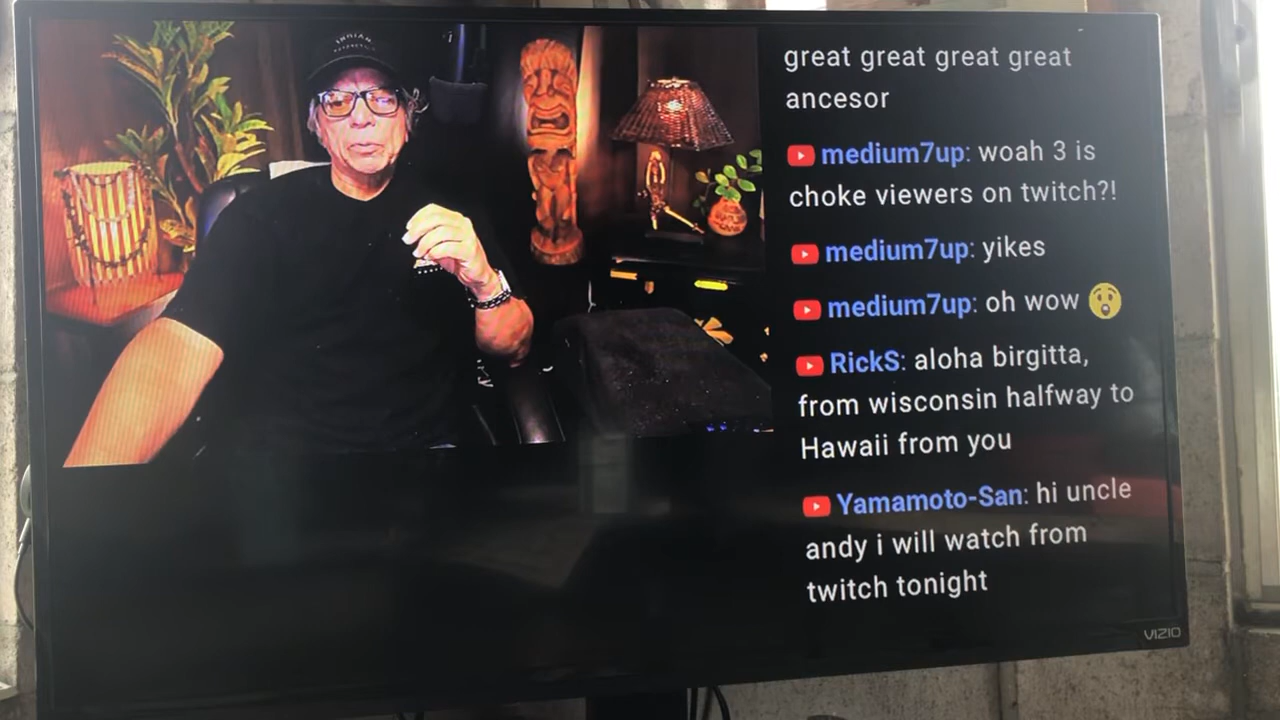 INDIAN
great great great great
ancesor
medium7up: woah 3 is
choke viewers on twitch?!
medium7up: yikes
medium7up: oh wow 😲
RickS: aloha birgitta,
from wisconsin halfway to
Hawaii from you
Yamamoto-San: hi uncle
andy i will watch from
twitch tonight
VIZIO